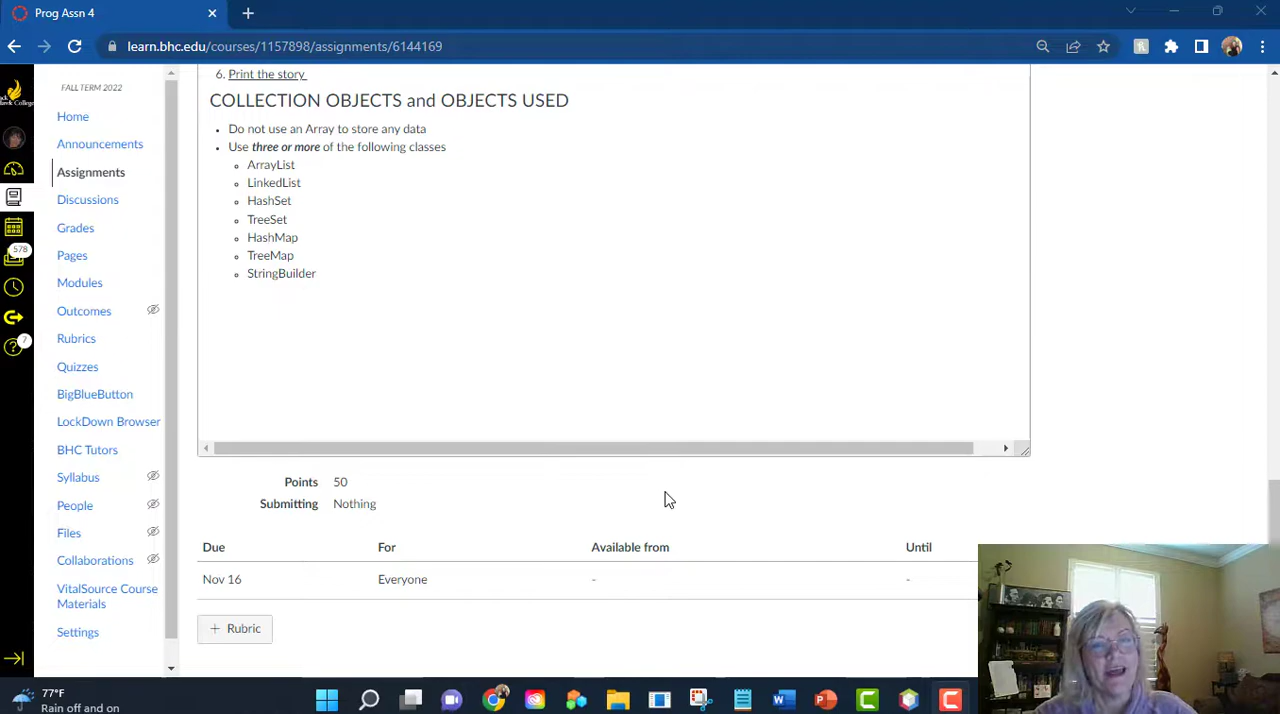 Prog Assn 4
learn.bhc.edu/courses/1157898/assignments/6144169
FALL TERM 2022
Home
Announcements
Assignments
Discussions
Grades
Pages
Modules
Outcomes
Rubrics
Quizzes
BigBlueButton
LockDown Browser
BHC Tutors
Syllabus
People
Files
Collaborations
VitalSource Course
Materials
Settings
578
7
6. Print the story
COLLECTION OBJECTS and OBJECTS USED
• Do not use an Array to store any data
• Use three or more of the following classes
ArrayList
LinkedList
HashSet
TreeSet
HashMap
TreeMap
StringBuilder
Points 50
Submitting Nothing
Due For Available from Until
Nov 16 Everyone - -
+ Rubric
77°F
Rain off and on